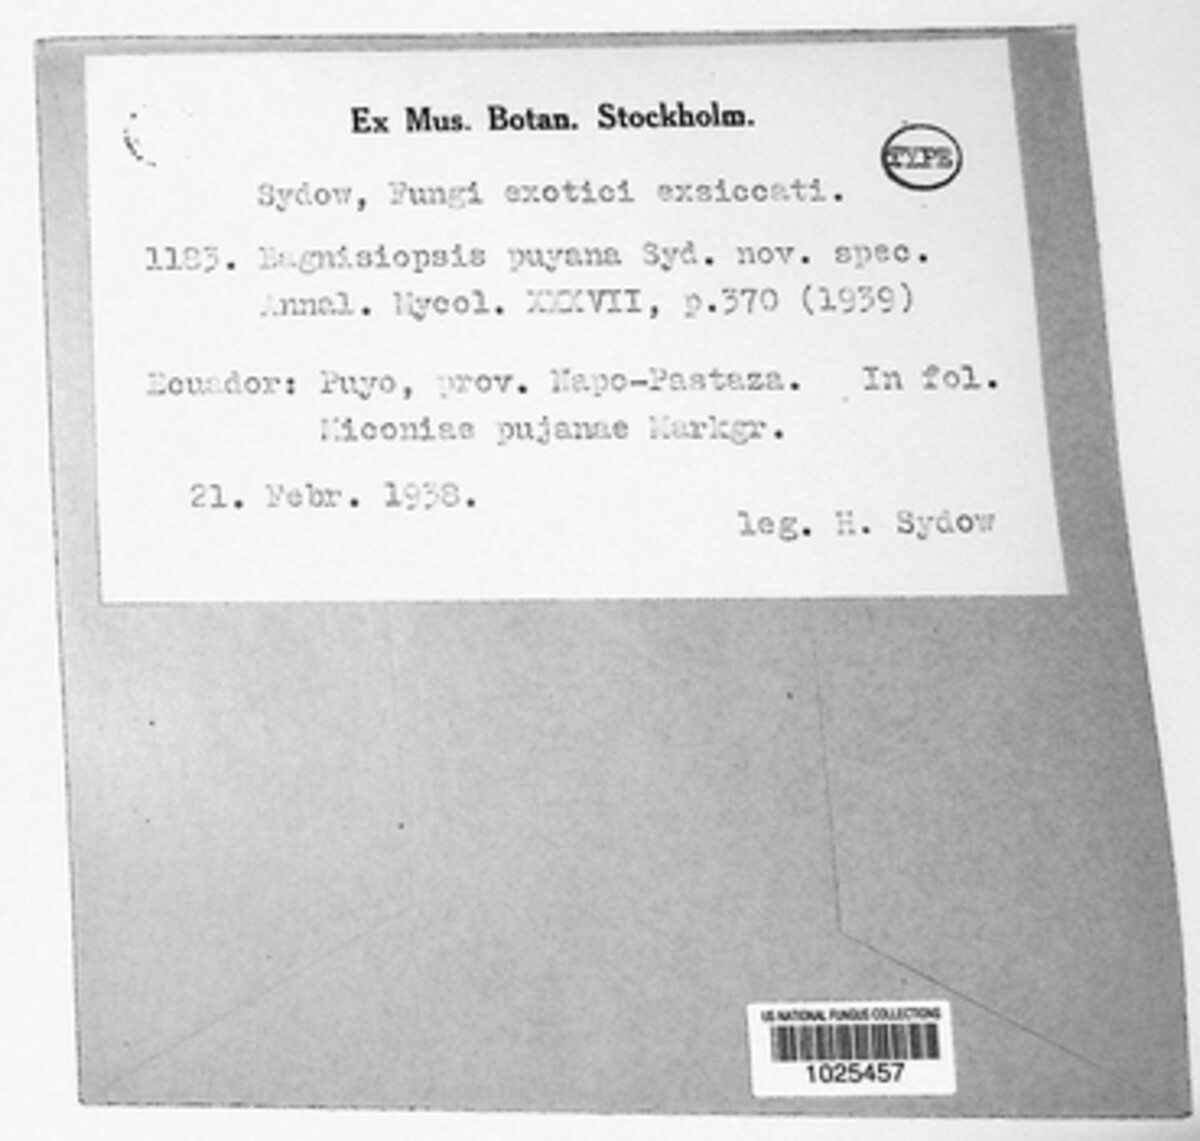 Ex Mus. Botan. Stockholm.
TYPE
Sydow, Fungi exotici exsiccati.
1183. Bagnisiopsis puyana Syd. nov. spec.
Annal. Mycol. XXXVII, p.370 (1939)
Ecuador: Puyo, prov. Napo-Pastaza. In fol.
Miconiae pujanae Markgr.
21. Febr. 1938.
leg. H. Sydow
US NATIONAL FUNGUS COLLECTIONS
1025457